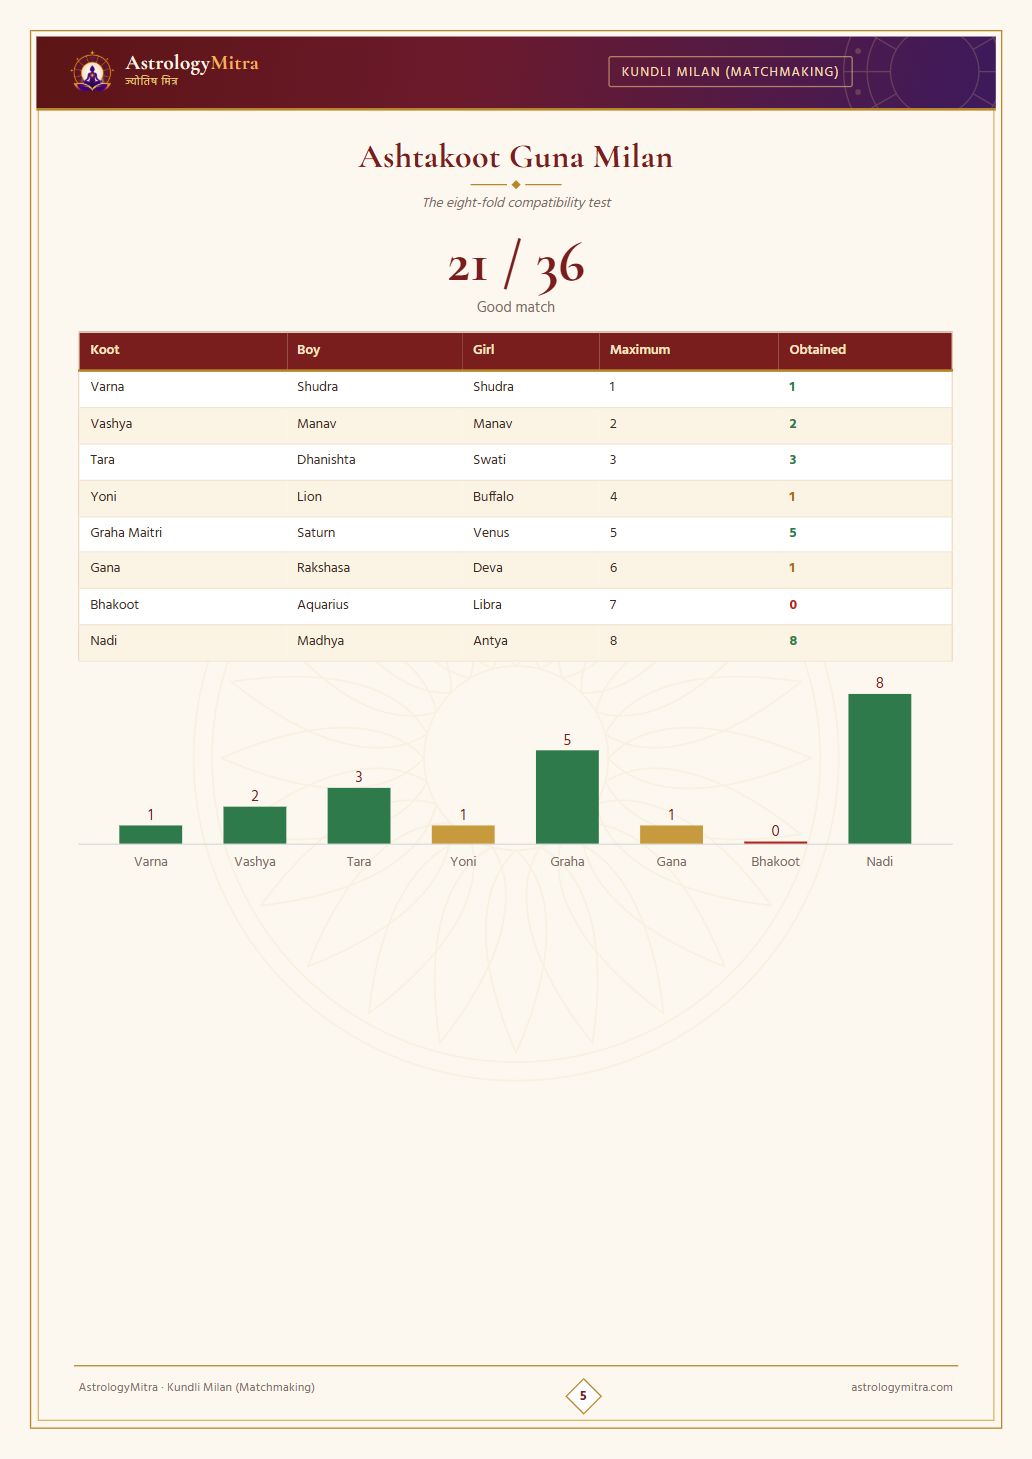 AstrologyMitra
ज्योतिष मित्र
KUNDLI MILAN (MATCHMAKING)
Ashtakoot Guna Milan
The eight-fold compatibility test
21 / 36
Good match
Koot Boy Girl Maximum Obtained
Varna Shudra Shudra 1 1
Vashya Manav Manav 2 2
Tara Dhanishta Swati 3 3
Yoni Lion Buffalo 4 1
Graha Maitri Saturn Venus 5 5
Gana Rakshasa Deva 6 1
Bhakoot Aquarius Libra 7 0
Nadi Madhya Antya 8 8
1 2 3 1 5 1 0 8
Varna Vashya Tara Yoni Graha Gana Bhakoot Nadi
AstrologyMitra · Kundli Milan (Matchmaking) 5 astrologymitra.com